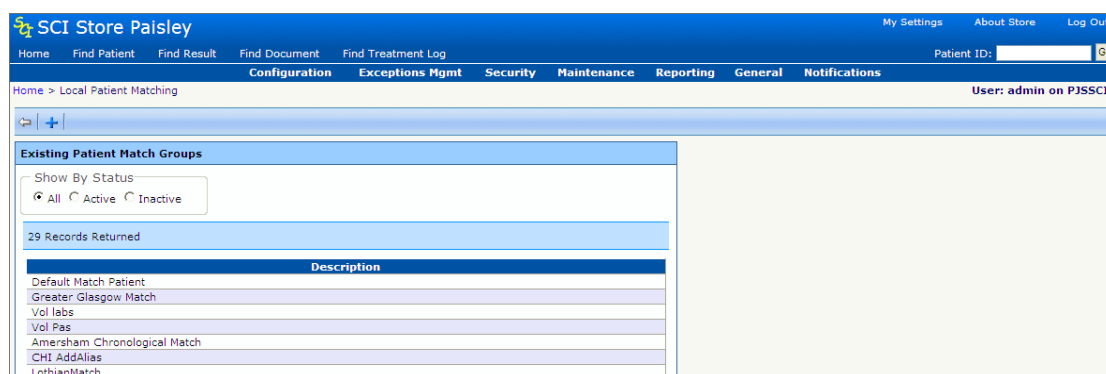 SCI Store Paisley
My Settings About Store Log Out
Home Find Patient Find Result Find Document Find Treatment Log Patient ID:
Configuration Exceptions Mgmt Security Maintenance Reporting General Notifications
Home > Local Patient Matching User: admin on PJSSCI
Existing Patient Match Groups
Show By Status
All Active Inactive
29 Records Returned
Description
Default Match Patient
Greater Glasgow Match
Vol labs
Vol Pas
Amersham Chronological Match
CHI AddAlias
LothianMatch